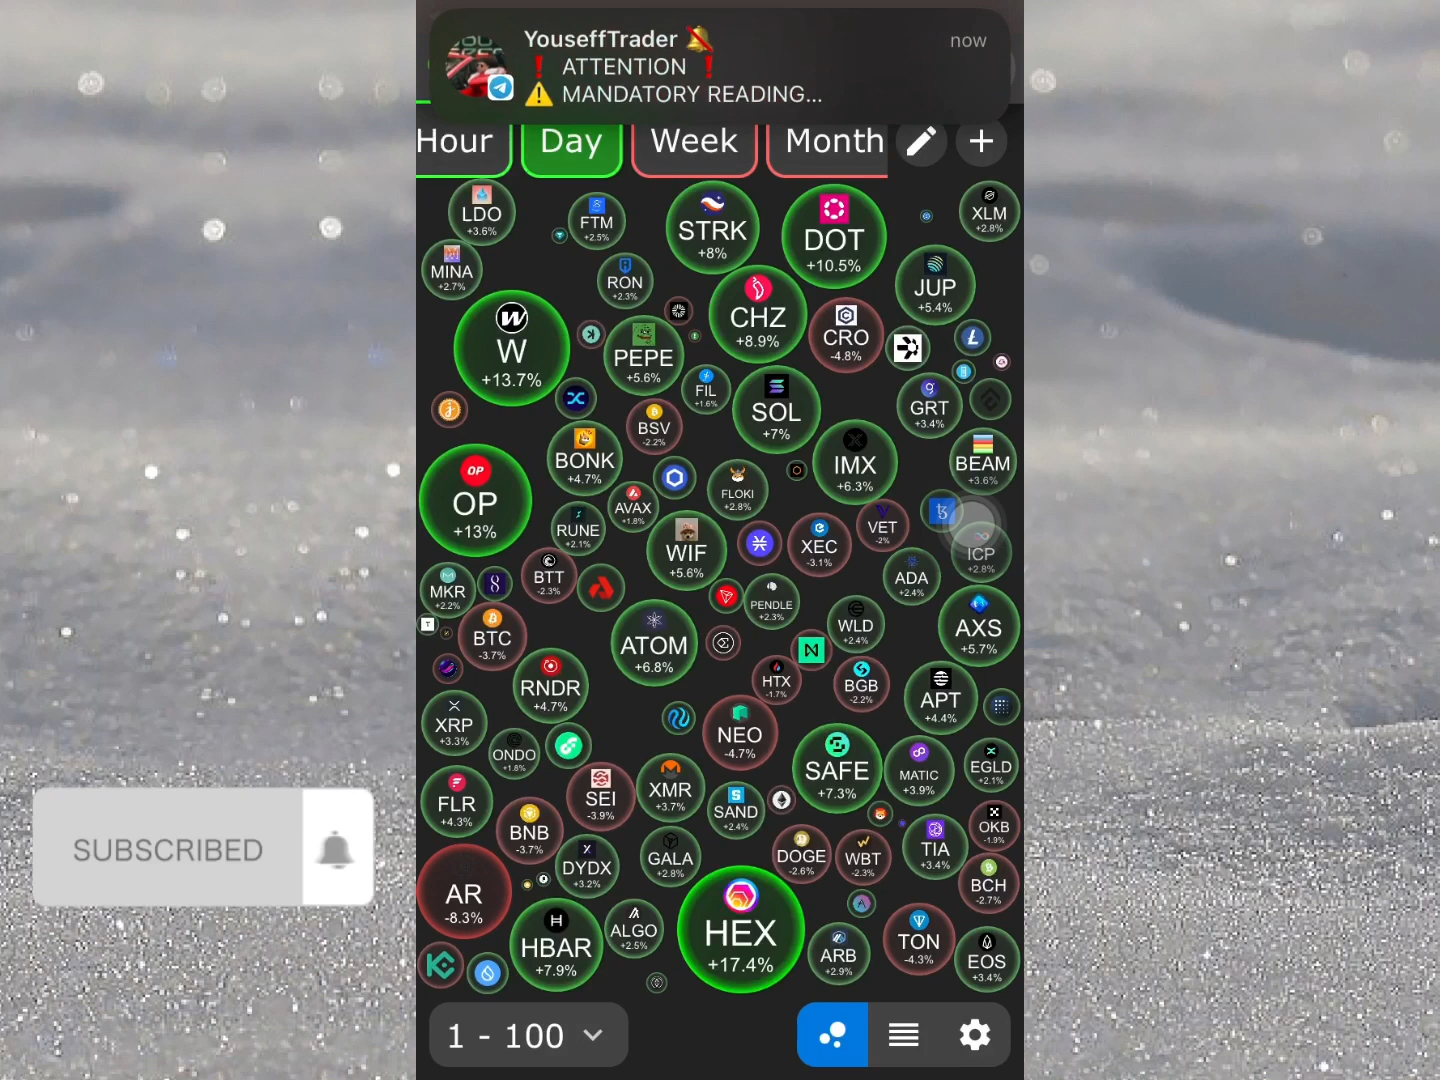 YouseffTrader
now
❗ ATTENTION ❗
⚠️ MANDATORY READING...
Hour
Day
Week
Month
LDO
+3.6%
FTM
+2.5%
STRK
+8%
DOT
+10.5%
XLM
+2.8%
MINA
+2.7%
RON
+2.3%
JUP
+5.4%
W
+13.7%
PEPE
+5.6%
CHZ
+8.9%
CRO
-4.8%
FIL
+1.6%
SOL
+7%
GRT
+3.4%
BSV
-2.2%
BONK
+4.7%
IMX
+6.3%
BEAM
+3.6%
OP
OP
+13%
FLOKI
+2.8%
AVAX
+1.8%
RUNE
+2.1%
WIF
+5.6%
XEC
-3.1%
VET
-2%
ICP
+2.8%
MKR
+2.2%
BTT
-2.3%
PENDLE
+2.3%
ADA
+2.4%
BTC
-3.7%
ATOM
+6.8%
WLD
+2.4%
AXS
+5.7%
RNDR
+4.7%
HTX
-1.7%
BGB
-2.2%
APT
+4.4%
XRP
+3.3%
ONDO
+1.8%
NEO
-4.7%
SAFE
+7.3%
MATIC
+3.9%
EGLD
+2.1%
FLR
+4.3%
SEI
-3.9%
XMR
+3.7%
SAND
+2.4%
BNB
-3.7%
OKB
-1.9%
TIA
+3.4%
DYDX
+3.2%
GALA
+2.8%
DOGE
-2.6%
WBT
-2.3%
BCH
-2.7%
AR
-8.3%
HBAR
+7.9%
ALGO
+2.5%
HEX
+17.4%
ARB
+2.9%
TON
-4.3%
EOS
+3.4%
1 - 100
SUBSCRIBED